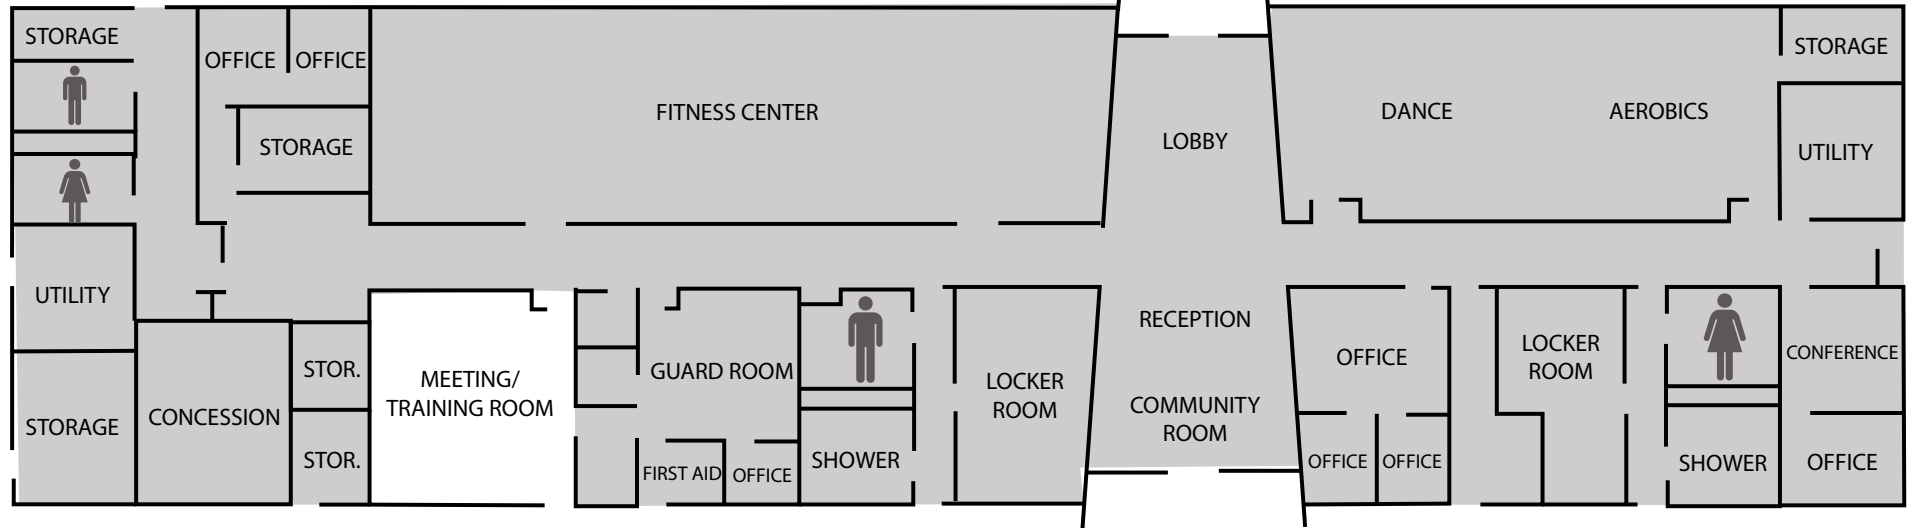 STORAGE
OFFICE
OFFICE
STORAGE
FITNESS CENTER
LOBBY
DANCE
AEROBICS
STORAGE
UTILITY
UTILITY
STORAGE
CONCESSION
STOR.
STOR.
MEETING/
TRAINING ROOM
GUARD ROOM
FIRST AID
OFFICE
SHOWER
LOCKER
ROOM
RECEPTION
COMMUNITY
ROOM
OFFICE
OFFICE
OFFICE
LOCKER
ROOM
SHOWER
CONFERENCE
OFFICE